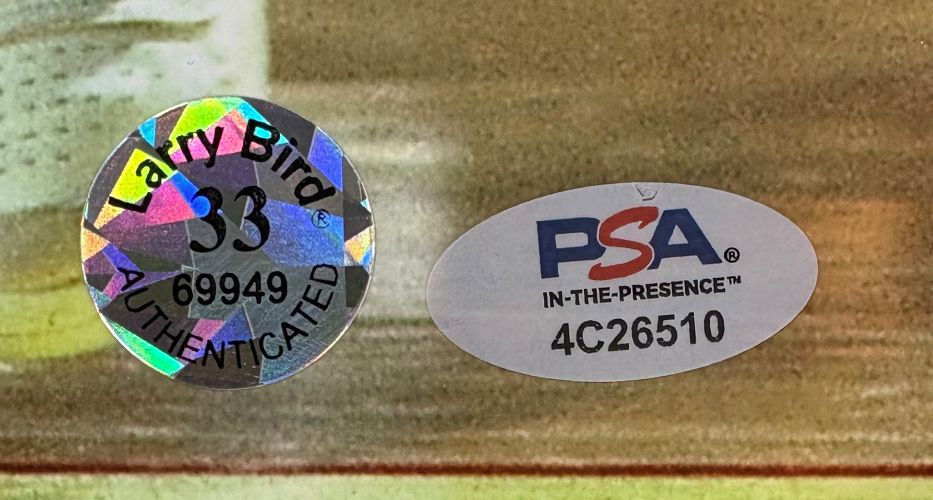 Larry Bird®
33
69949
AUTHENTICATED
PSA®
IN-THE-PRESENCE™
4C26510